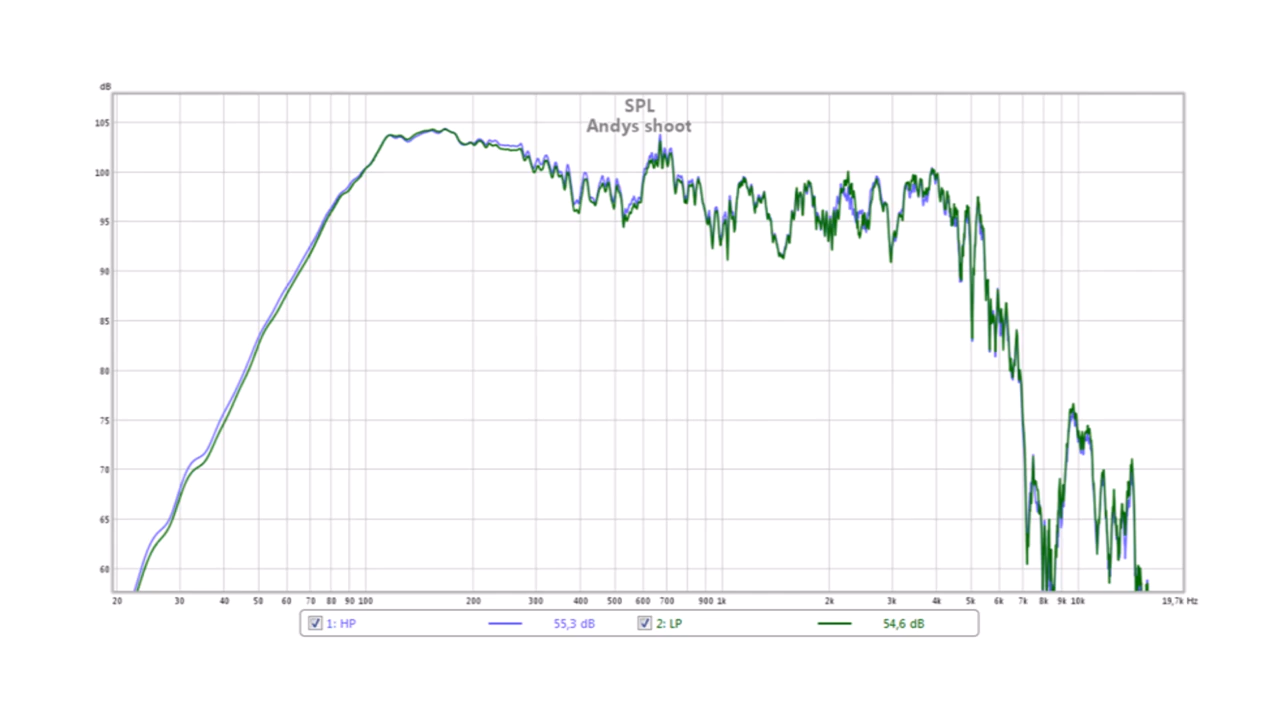 dB
SPL
Andys shoot
105
100
95
90
85
80
75
70
65
60
20 30 40 50 60 70 80 90 100 200 300 400 500 600 700 900 1k 2k 3k 4k 5k 6k 7k 8k 9k 10k 19,7k Hz
1: HP 55,3 dB 2: LP 54,6 dB